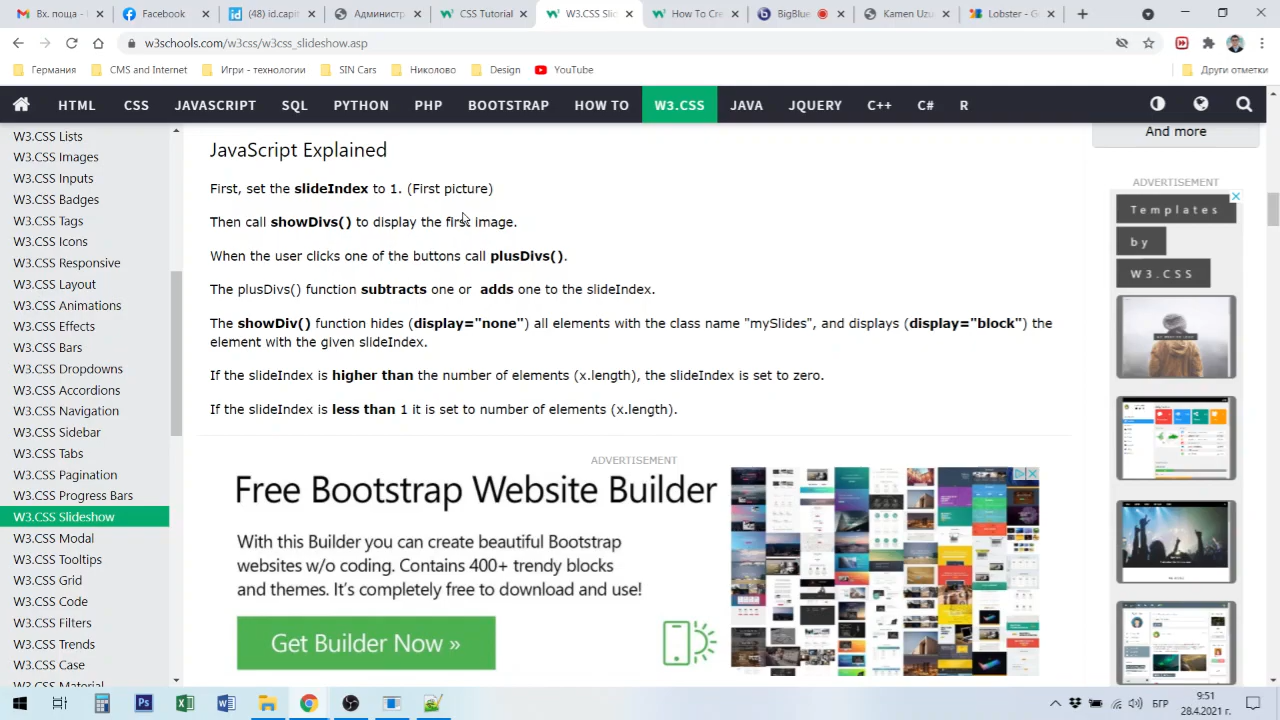 Вх. поща - i
Facebook
(48) id.capit
Администр
CSS Tutorial
W3.CSS Slid
How To Cre
BigBlue
Kamen Uzu
Lobster - G
w3schools.com/w3css/w3css_slideshow.asp
Германия
CMS and Internet
Игри - технологии
SIN Cars
Николово
Design
YouTube
Други отметки
HTML
CSS
JAVASCRIPT
SQL
PYTHON
PHP
BOOTSTRAP
HOW TO
W3.CSS
JAVA
JQUERY
C++
C#
R
W3.CSS Lists
W3.CSS Images
W3.CSS Inputs
W3.CSS Badges
W3.CSS Tags
W3.CSS Icons
W3.CSS Responsive
W3.CSS Layout
W3.CSS Animations
W3.CSS Effects
W3.CSS Bars
W3.CSS Dropdowns
W3.CSS Accordions
W3.CSS Navigation
W3.CSS Sidebar
W3.CSS Tabs
W3.CSS Pagination
W3.CSS Progress Bars
W3.CSS Slideshow
W3.CSS Modal
W3.CSS Tooltips
W3.CSS Grid
W3.CSS Code
W3.CSS Filters
W3.CSS Trends
W3.CSS Case
W3.CSS Material
JavaScript Explained
First, set the slideIndex to 1. (First picture)
Then call showDivs() to display the first image.
When the user clicks one of the buttons call plusDivs().
The plusDivs() function subtracts one or adds one to the slideIndex.
The showDiv() function hides (display="none") all elements with the class name "mySlides", and displays (display="block") the
element with the given slideIndex.
If the slideIndex is higher than the number of elements (x.length), the slideIndex is set to zero.
If the slideIndex is less than 1 it is set to number of elements (x.length).
ADVERTISEMENT
Free Bootstrap Website Builder
With this Builder you can create beautiful Bootstrap
websites w/o coding. Contains 400+ trendy blocks
and themes. It's completely free to download and use!
Get Builder Now »
And more
ADVERTISEMENT
Templates
by
W3.CSS
БГР
9:51
28.4.2021 г.